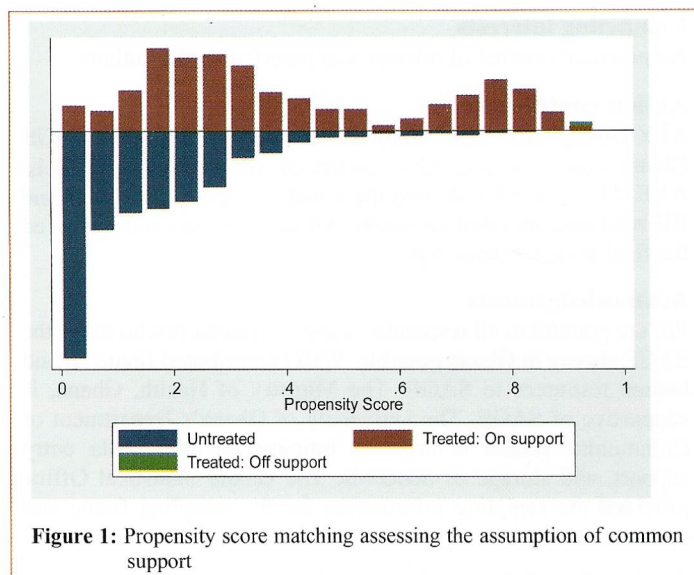 0
.2
.4
.6
.8
1
Propensity Score
Untreated
Treated: On support
Treated: Off support
Figure 1: Propensity score matching assessing the assumption of common
support